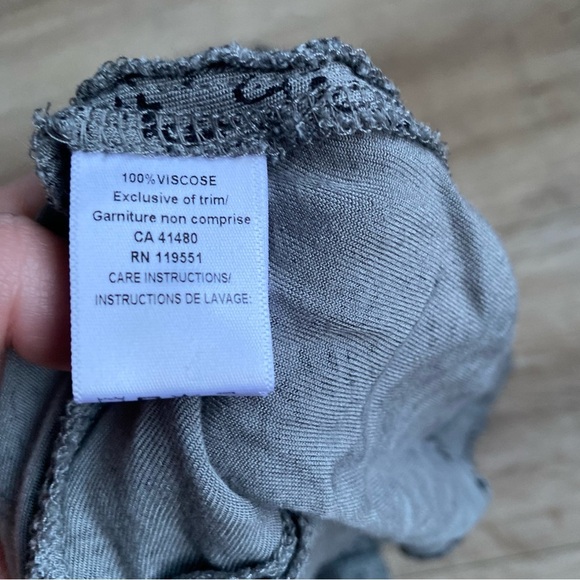 100%VISCOSE
Exclusive of trim/
Garniture non comprise
CA 41480
RN 119551
CARE INSTRUCTIONS/
INSTRUCTIONS DE LAVAGE: